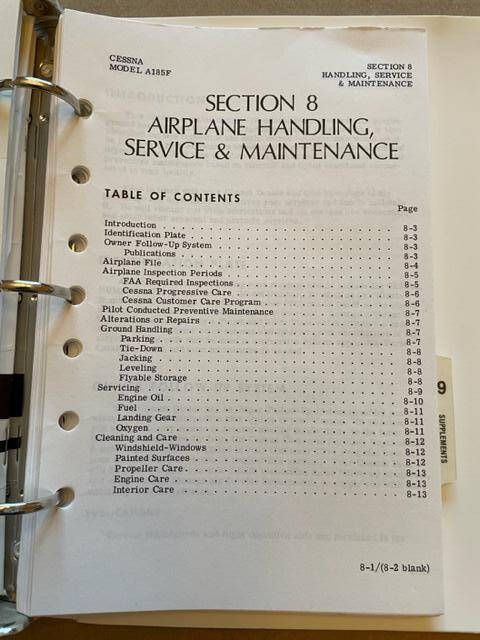 CESSNA
MODEL A185F
SECTION 8
HANDLING, SERVICE
& MAINTENANCE
SECTION 8
AIRPLANE HANDLING,
SERVICE & MAINTENANCE
TABLE OF CONTENTS
Page
Introduction . . . . . . . . . . 8-3
Identification Plate . . . . . . . . . . 8-3
Owner Follow-Up System . . . . . . . . . . 8-3
Publications . . . . . . . . . . 8-3
Airplane File . . . . . . . . . . 8-4
Airplane Inspection Periods . . . . . . . . . . 8-5
FAA Required Inspections . . . . . . . . . . 8-5
Cessna Progressive Care . . . . . . . . . . 8-6
Cessna Customer Care Program . . . . . . . . . . 8-6
Pilot Conducted Preventive Maintenance . . . . . . . . . . 8-7
Alterations or Repairs . . . . . . . . . . 8-7
Ground Handling . . . . . . . . . . 8-7
Parking . . . . . . . . . . 8-7
Tie-Down . . . . . . . . . . 8-8
Jacking . . . . . . . . . . 8-8
Leveling . . . . . . . . . . 8-8
Flyable Storage . . . . . . . . . . 8-8
Servicing . . . . . . . . . . 8-9
Engine Oil . . . . . . . . . . 8-10
Fuel . . . . . . . . . . 8-11
Landing Gear . . . . . . . . . . 8-11
Oxygen . . . . . . . . . . 8-11
Cleaning and Care . . . . . . . . . . 8-12
Windshield-Windows . . . . . . . . . . 8-12
Painted Surfaces . . . . . . . . . . 8-12
Propeller Care . . . . . . . . . . 8-13
Engine Care . . . . . . . . . . 8-13
Interior Care . . . . . . . . . . 8-13
8-1/(8-2 blank)
9
SUPPLEMENTS